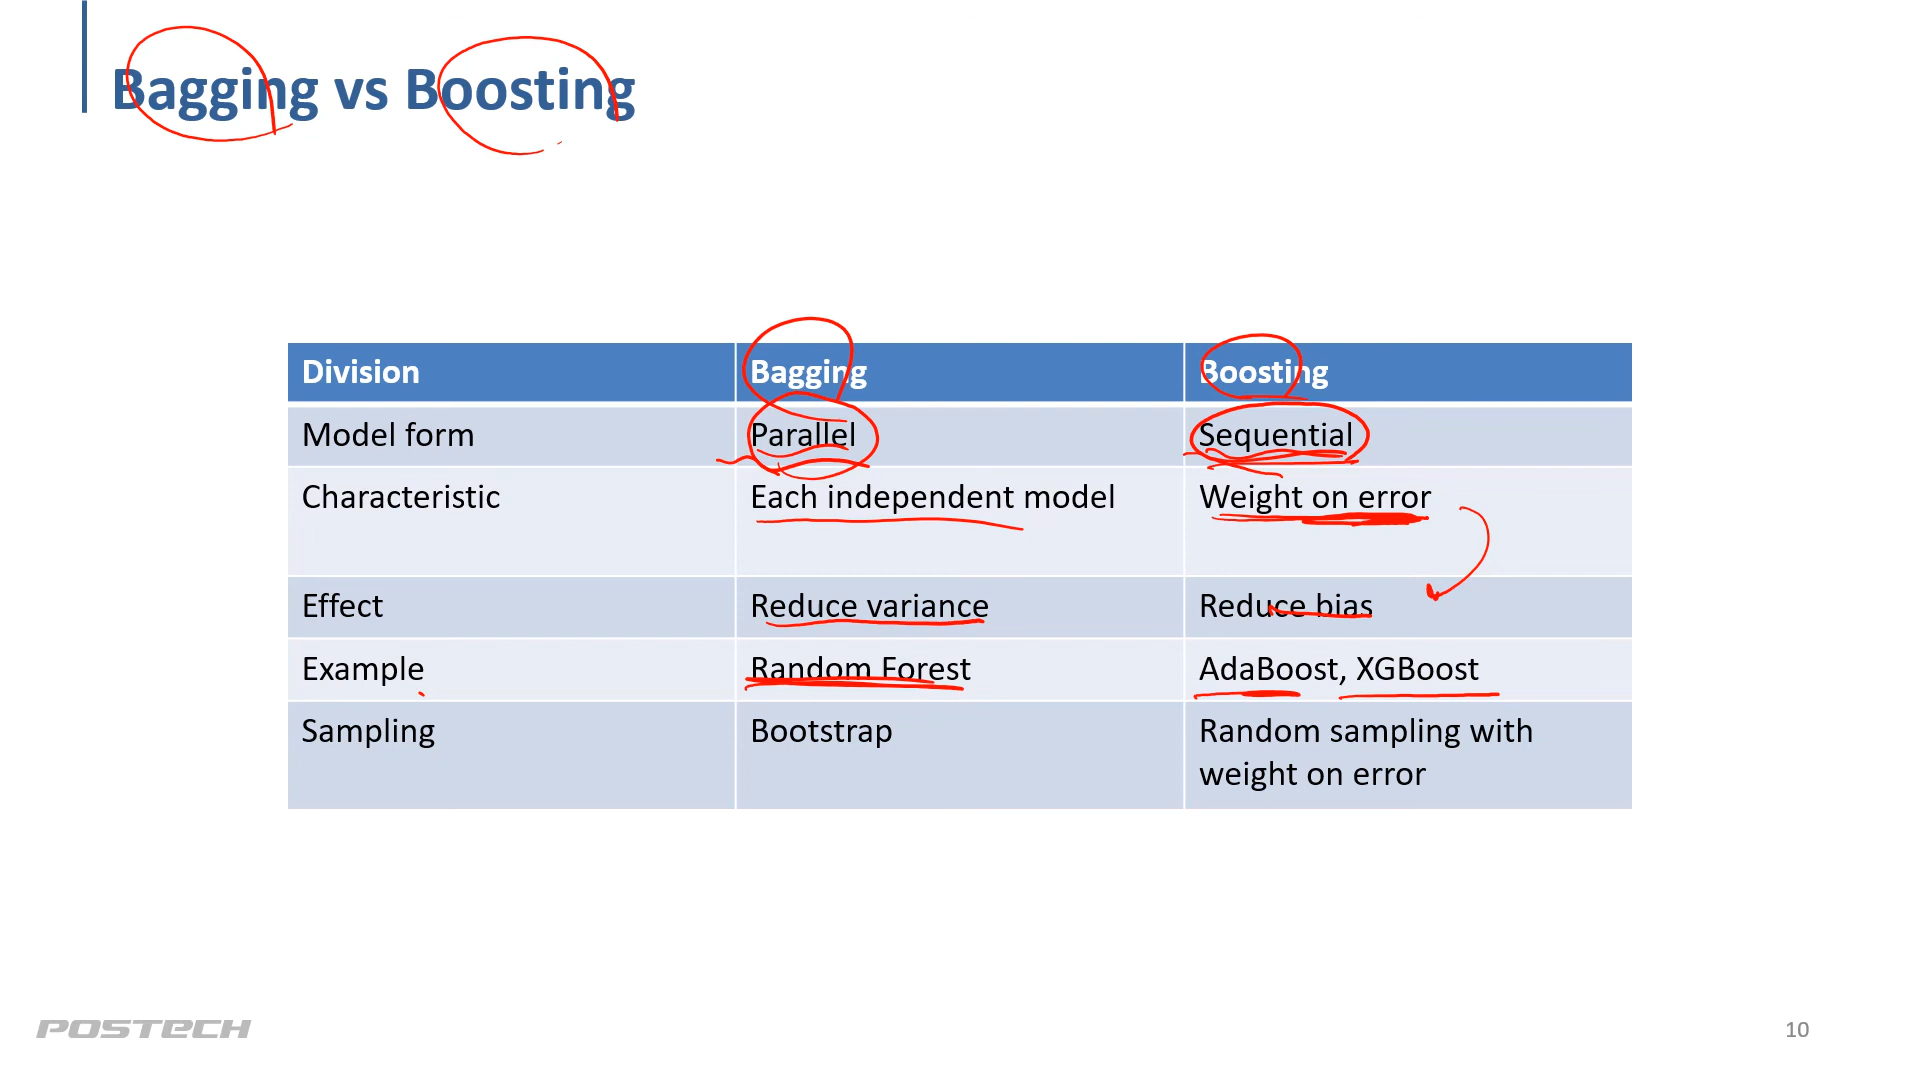 Bagging vs Boosting
Division Bagging Boosting
Model form Parallel Sequential
Characteristic Each independent model Weight on error
Effect Reduce variance Reduce bias
Example Random Forest AdaBoost, XGBoost
Sampling Bootstrap Random sampling with
weight on error
POSTECH
10